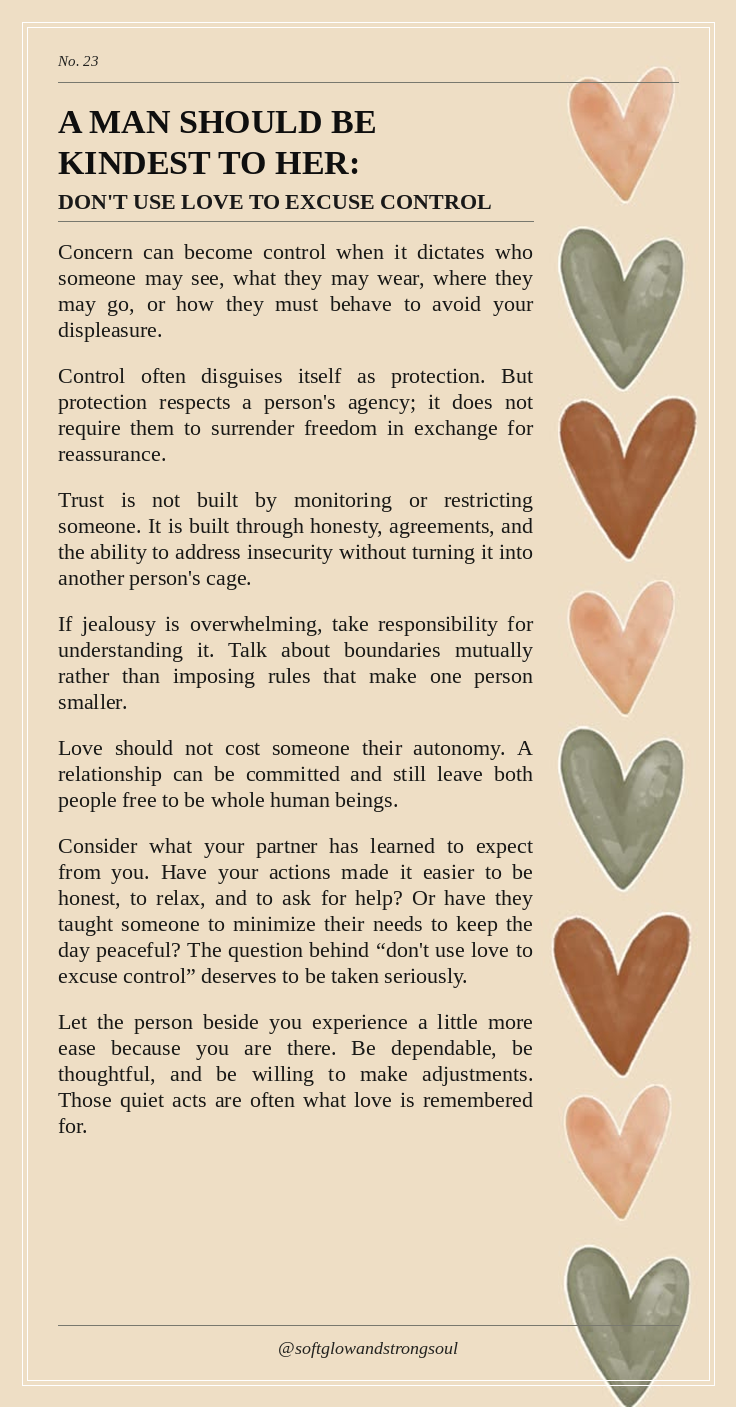 No. 23
A MAN SHOULD BE
KINDEST TO HER:
DON'T USE LOVE TO EXCUSE CONTROL
Concern can become control when it dictates who
someone may see, what they may wear, where they
may go, or how they must behave to avoid your
displeasure.
Control often disguises itself as protection. But
protection respects a person's agency; it does not
require them to surrender freedom in exchange for
reassurance.
Trust is not built by monitoring or restricting
someone. It is built through honesty, agreements, and
the ability to address insecurity without turning it into
another person's cage.
If jealousy is overwhelming, take responsibility for
understanding it. Talk about boundaries mutually
rather than imposing rules that make one person
smaller.
Love should not cost someone their autonomy. A
relationship can be committed and still leave both
people free to be whole human beings.
Consider what your partner has learned to expect
from you. Have your actions made it easier to be
honest, to relax, and to ask for help? Or have they
taught someone to minimize their needs to keep the
day peaceful? The question behind “don't use love to
excuse control” deserves to be taken seriously.
Let the person beside you experience a little more
ease because you are there. Be dependable, be
thoughtful, and be willing to make adjustments.
Those quiet acts are often what love is remembered
for.
@softglowandstrongsoul